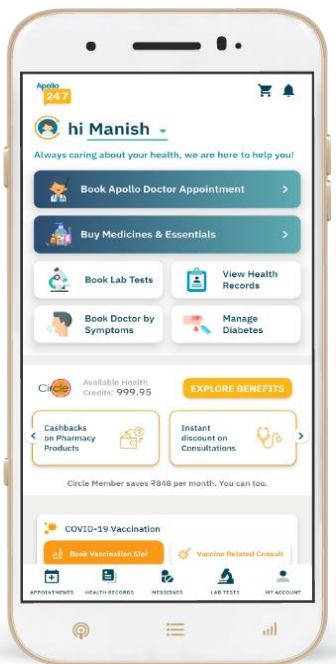 Apollo
24|7
hi Manish
Always caring about your health, we are here to help you!
Book Apollo Doctor Appointment
Buy Medicines & Essentials
Book Lab Tests
View Health
Records
Book Doctor by
Symptoms
Manage
Diabetes
Circle
Available Health
Credits: 999.95
EXPLORE BENEFITS
Cashbacks
on Pharmacy
Products
Instant
discount on
Consultations
Circle Member saves ₹848 per month. You can too.
COVID-19 Vaccination
Book Vaccination Slot
Vaccine Related Consult
APPOINTMENTS
HEALTH RECORDS
MEDICINES
LAB TESTS
MY ACCOUNT